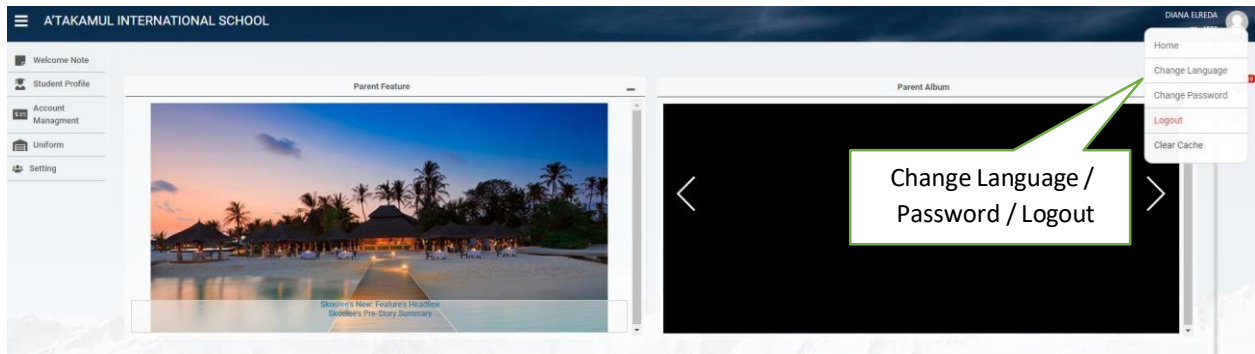 A'TAKAMUL INTERNATIONAL SCHOOL
DIANA ELREDA
Home
Change Language
Change Password
Logout
Clear Cache
Welcome Note
Student Profile
Account
Managment
Uniform
Setting
Parent Feature
Parent Album
Skoolee's New: Feature's Headline
Skoolee's Pre-Story Summary
Change Language /
Password / Logout